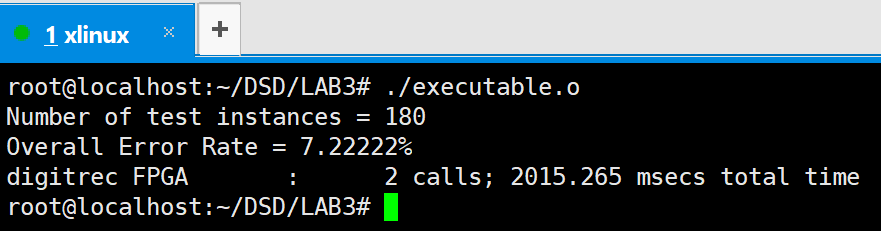 1 xlinux × +
root@localhost:~/DSD/LAB3# ./executable.o
Number of test instances = 180
Overall Error Rate = 7.22222%
digitrec FPGA       :      2 calls; 2015.265 msecs total time
root@localhost:~/DSD/LAB3#